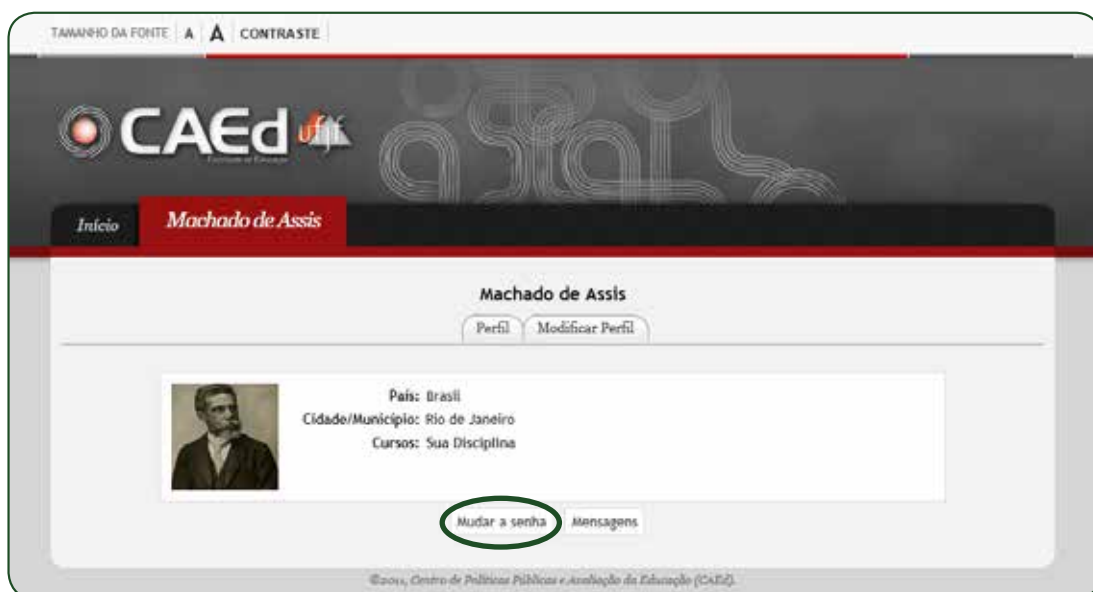 TAMANHO DA FONTE A A CONTRASTE
CAEd ufjf
Início Machado de Assis
Machado de Assis
Perfil Modificar Perfil
País: Brasil
Cidade/Município: Rio de Janeiro
Cursos: Sua Disciplina
Mudar a senha Mensagens
©2011, Centro de Políticas Públicas e Avaliação da Educação (CAEd).